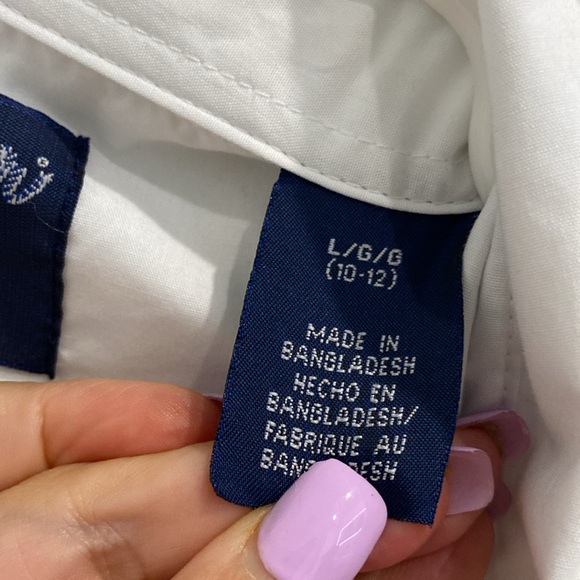 L/G/G
(10-12)
MADE IN
BANGLADESH
HECHO EN
BANGLADESH/
FABRIQUE AU